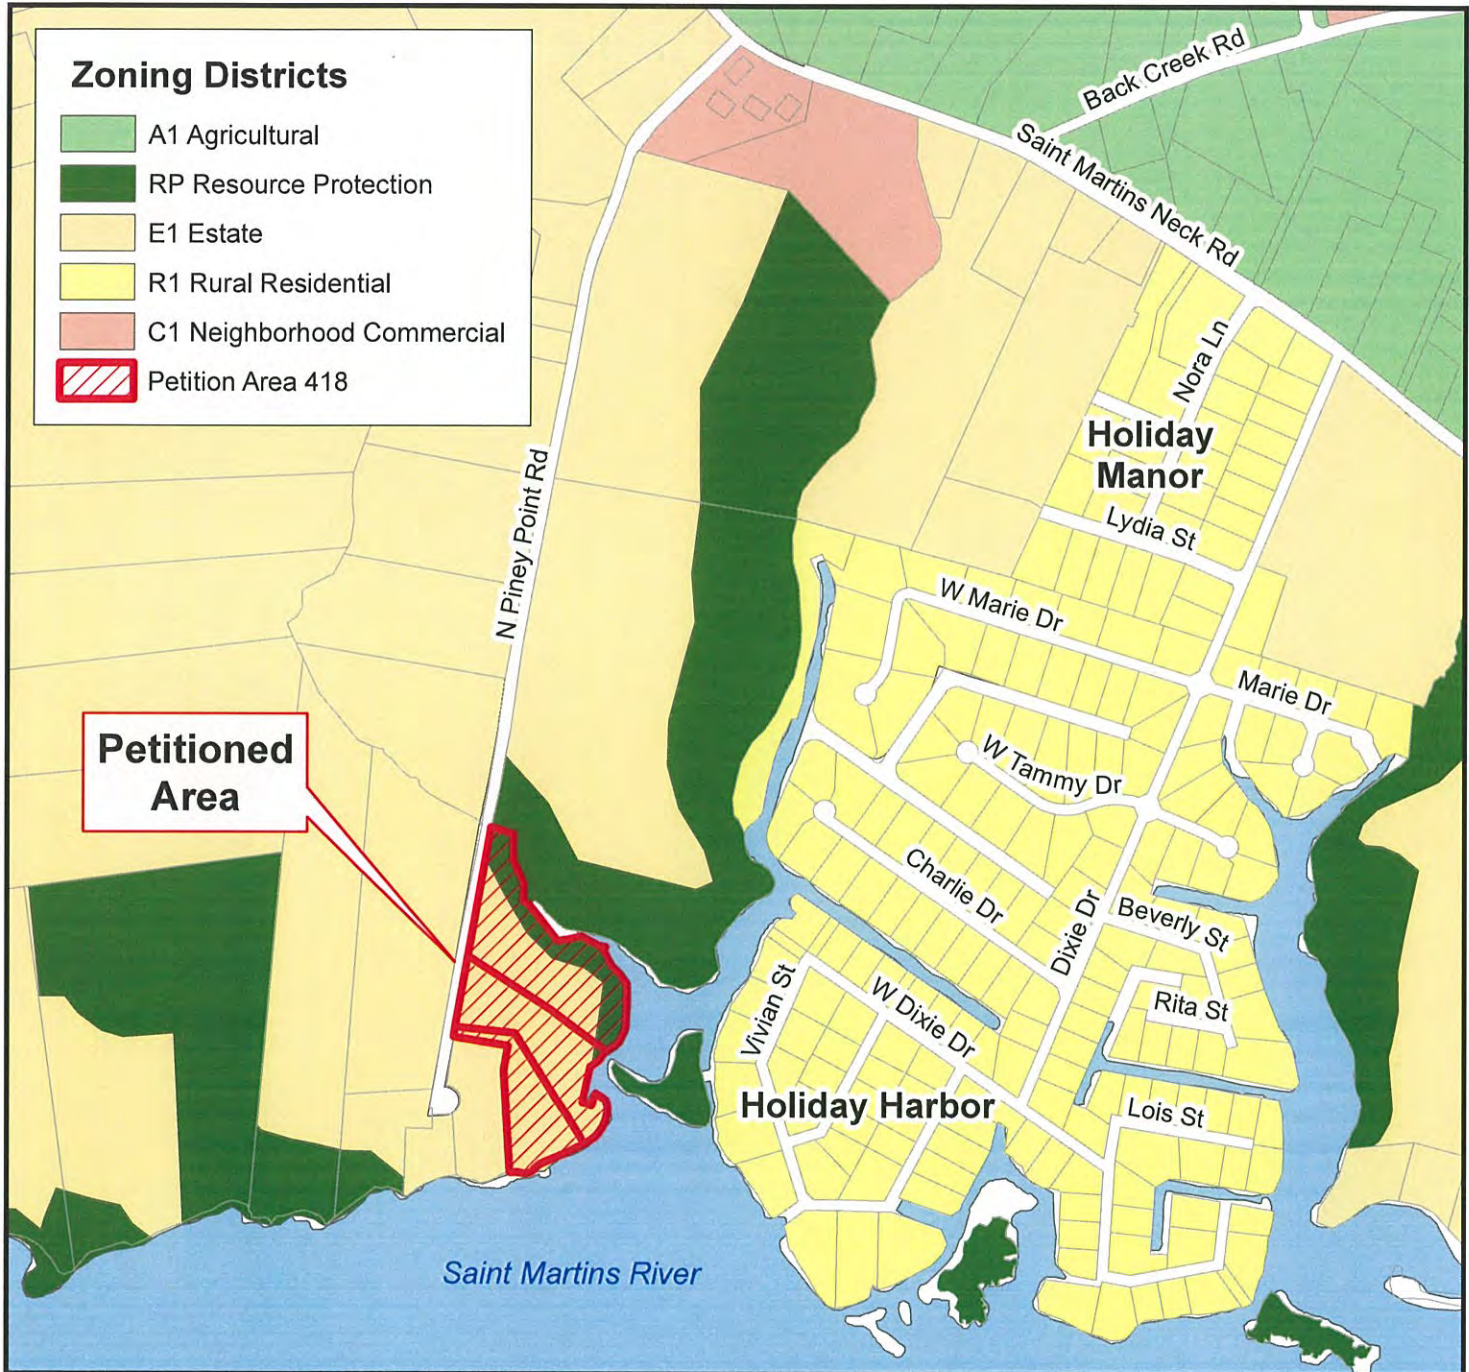 Zoning Districts
A1 Agricultural
RP Resource Protection
E1 Estate
R1 Rural Residential
C1 Neighborhood Commercial
Petition Area 418
Back Creek Rd
Saint Martins Neck Rd
Nora Ln
Holiday
Manor
Lydia St
N Piney Point Rd
W Marie Dr
Marie Dr
Petitioned
Area
W Tammy Dr
Charlie Dr
Dixie Dr
Beverly St
Rita St
Vivian St
W Dixie Dr
Holiday Harbor
Lois St
Saint Martins River